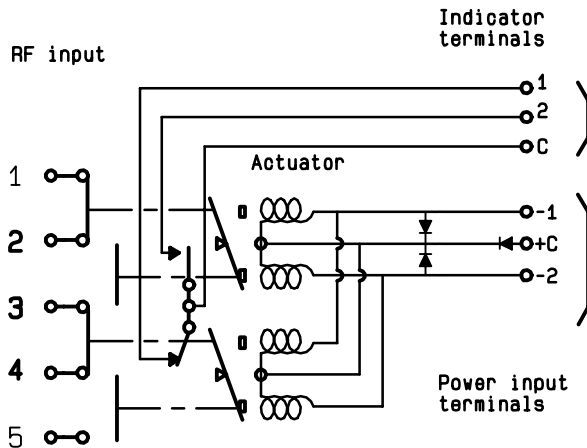 Indicator
terminals
RF input
1
2
C
Actuator
1
2
3
4
5
-1
+C
-2
Power input
terminals